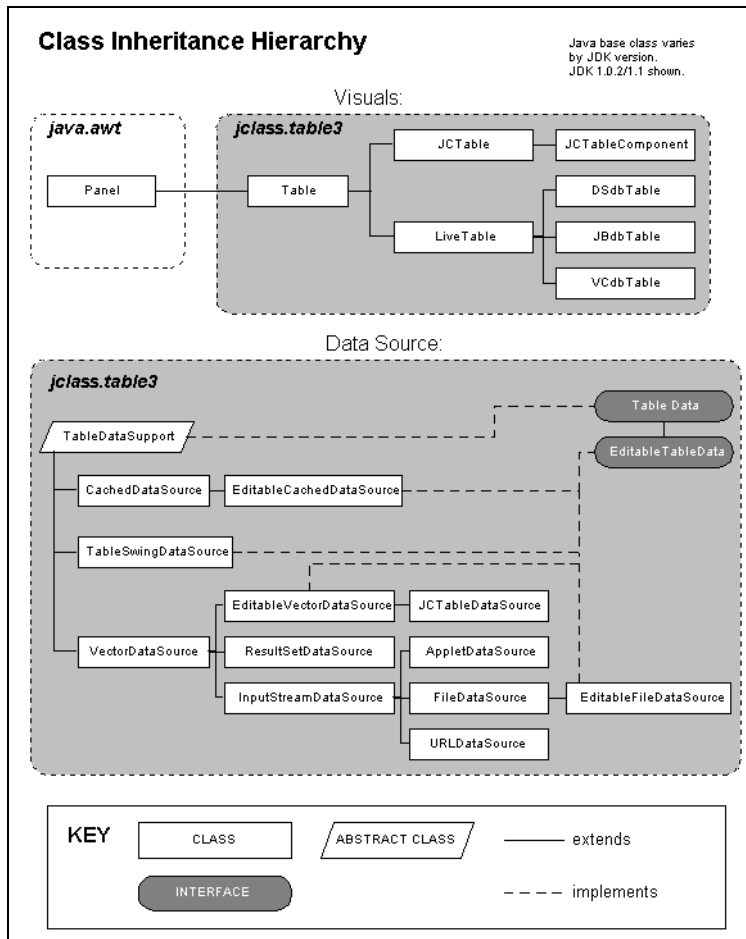 Class Inheritance Hierarchy
Java base class varies
by JDK version.
JDK 1.0.2/1.1 shown.
Visuals:
java.awt
jclass.table3
Panel
Table
JCTable
JCTableComponent
LiveTable
DSdbTable
JBdbTable
VCdbTable
Data Source:
jclass.table3
Table Data
TableDataSupport
EditableTableData
CachedDataSource
EditableCachedDataSource
TableSwingDataSource
EditableVectorDataSource
JCTableDataSource
VectorDataSource
ResultSetDataSource
AppletDataSource
InputStreamDataSource
FileDataSource
EditableFileDataSource
URLDataSource
KEY
CLASS
ABSTRACT CLASS
extends
INTERFACE
implements